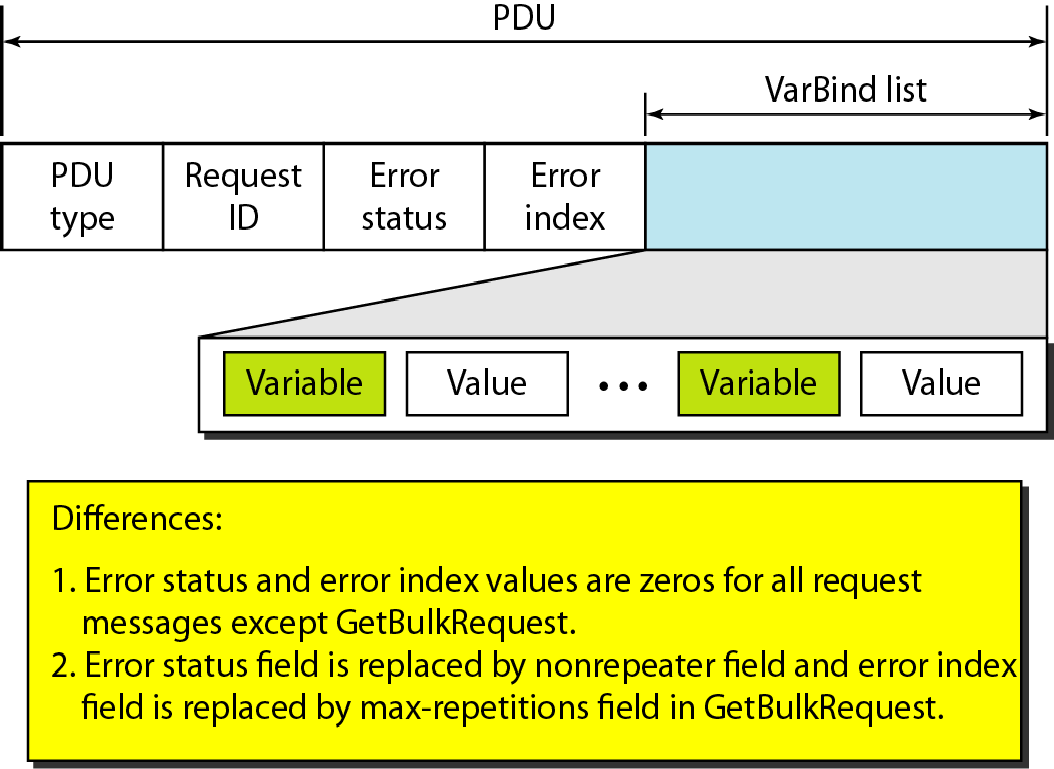 PDU
VarBind list
PDU type
Request ID
Error status
Error index
Variable Value ••• Variable Value
Differences:
1. Error status and error index values are zeros for all request
messages except GetBulkRequest.
2. Error status field is replaced by nonrepeater field and error index
field is replaced by max-repetitions field in GetBulkRequest.